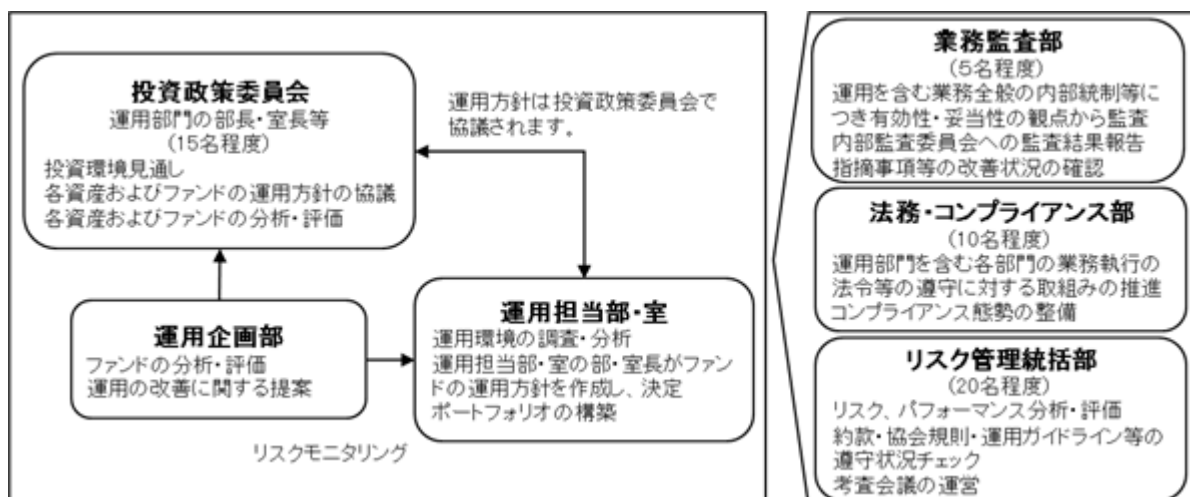 投資政策委員会
運用部門の部長・室長等
(15名程度)
投資環境見通し
各資産およびファンドの運用方針の協議
各資産およびファンドの分析・評価
運用方針は投資政策委員会で
協議されます。
運用企画部
ファンドの分析・評価
運用の改善に関する提案
運用担当部・室
運用環境の調査・分析
運用担当部・室の部・室長がファン
ドの運用方針を作成し、決定
ポートフォリオの構築
リスクモニタリング
業務監査部
(5名程度)
運用を含む業務全般の内部統制等に
つき有効性・妥当性の観点から監査
内部監査委員会への監査結果報告
指摘事項等の改善状況の確認
法務・コンプライアンス部
(10名程度)
運用部門を含む各部門の業務執行の
法令等の遵守に対する取組みの推進
コンプライアンス態勢の整備
リスク管理統括部
(20名程度)
リスク、パフォーマンス分析・評価
約款・協会規則・運用ガイドライン等の
遵守状況チェック
考査会議の運営